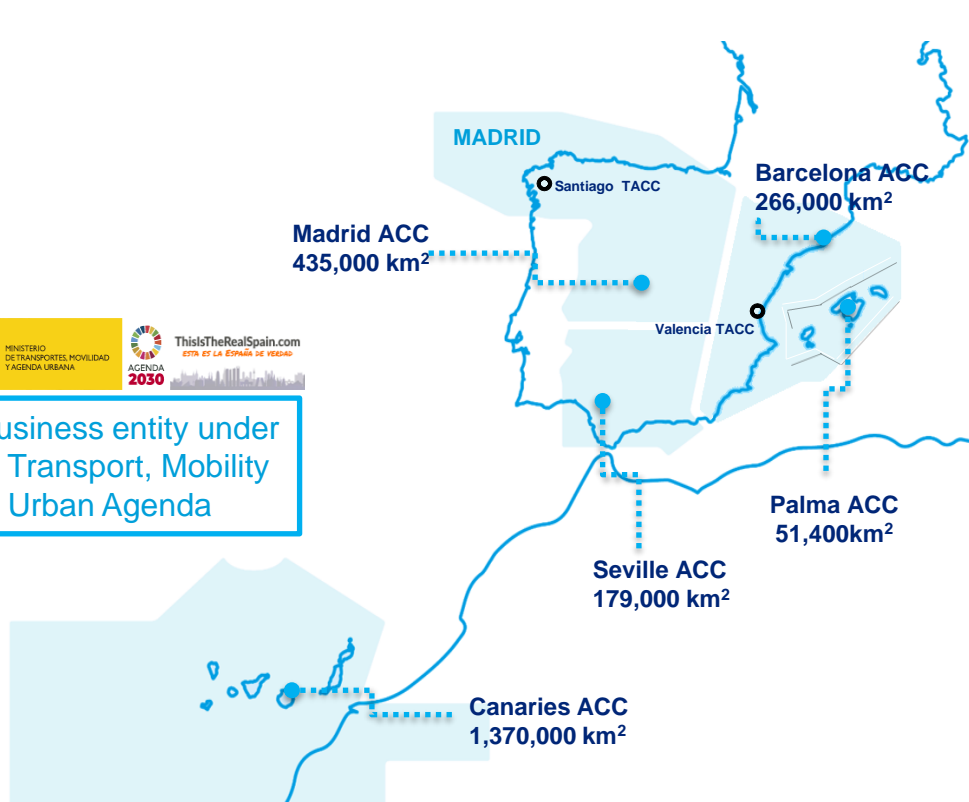 MADRID
Santiago TACC
Barcelona ACC
266,000 km²
Madrid ACC
435,000 km²
Valencia TACC
MINISTERIO
DE TRANSPORTES, MOVILIDAD
Y AGENDA URBANA
AGENDA
2030
ThisIsTheRealSpain.com
ESTA ES LA ESPAÑA DE VERDAD
usiness entity under
Transport, Mobility
Urban Agenda
Palma ACC
51,400km²
Seville ACC
179,000 km²
Canaries ACC
1,370,000 km²